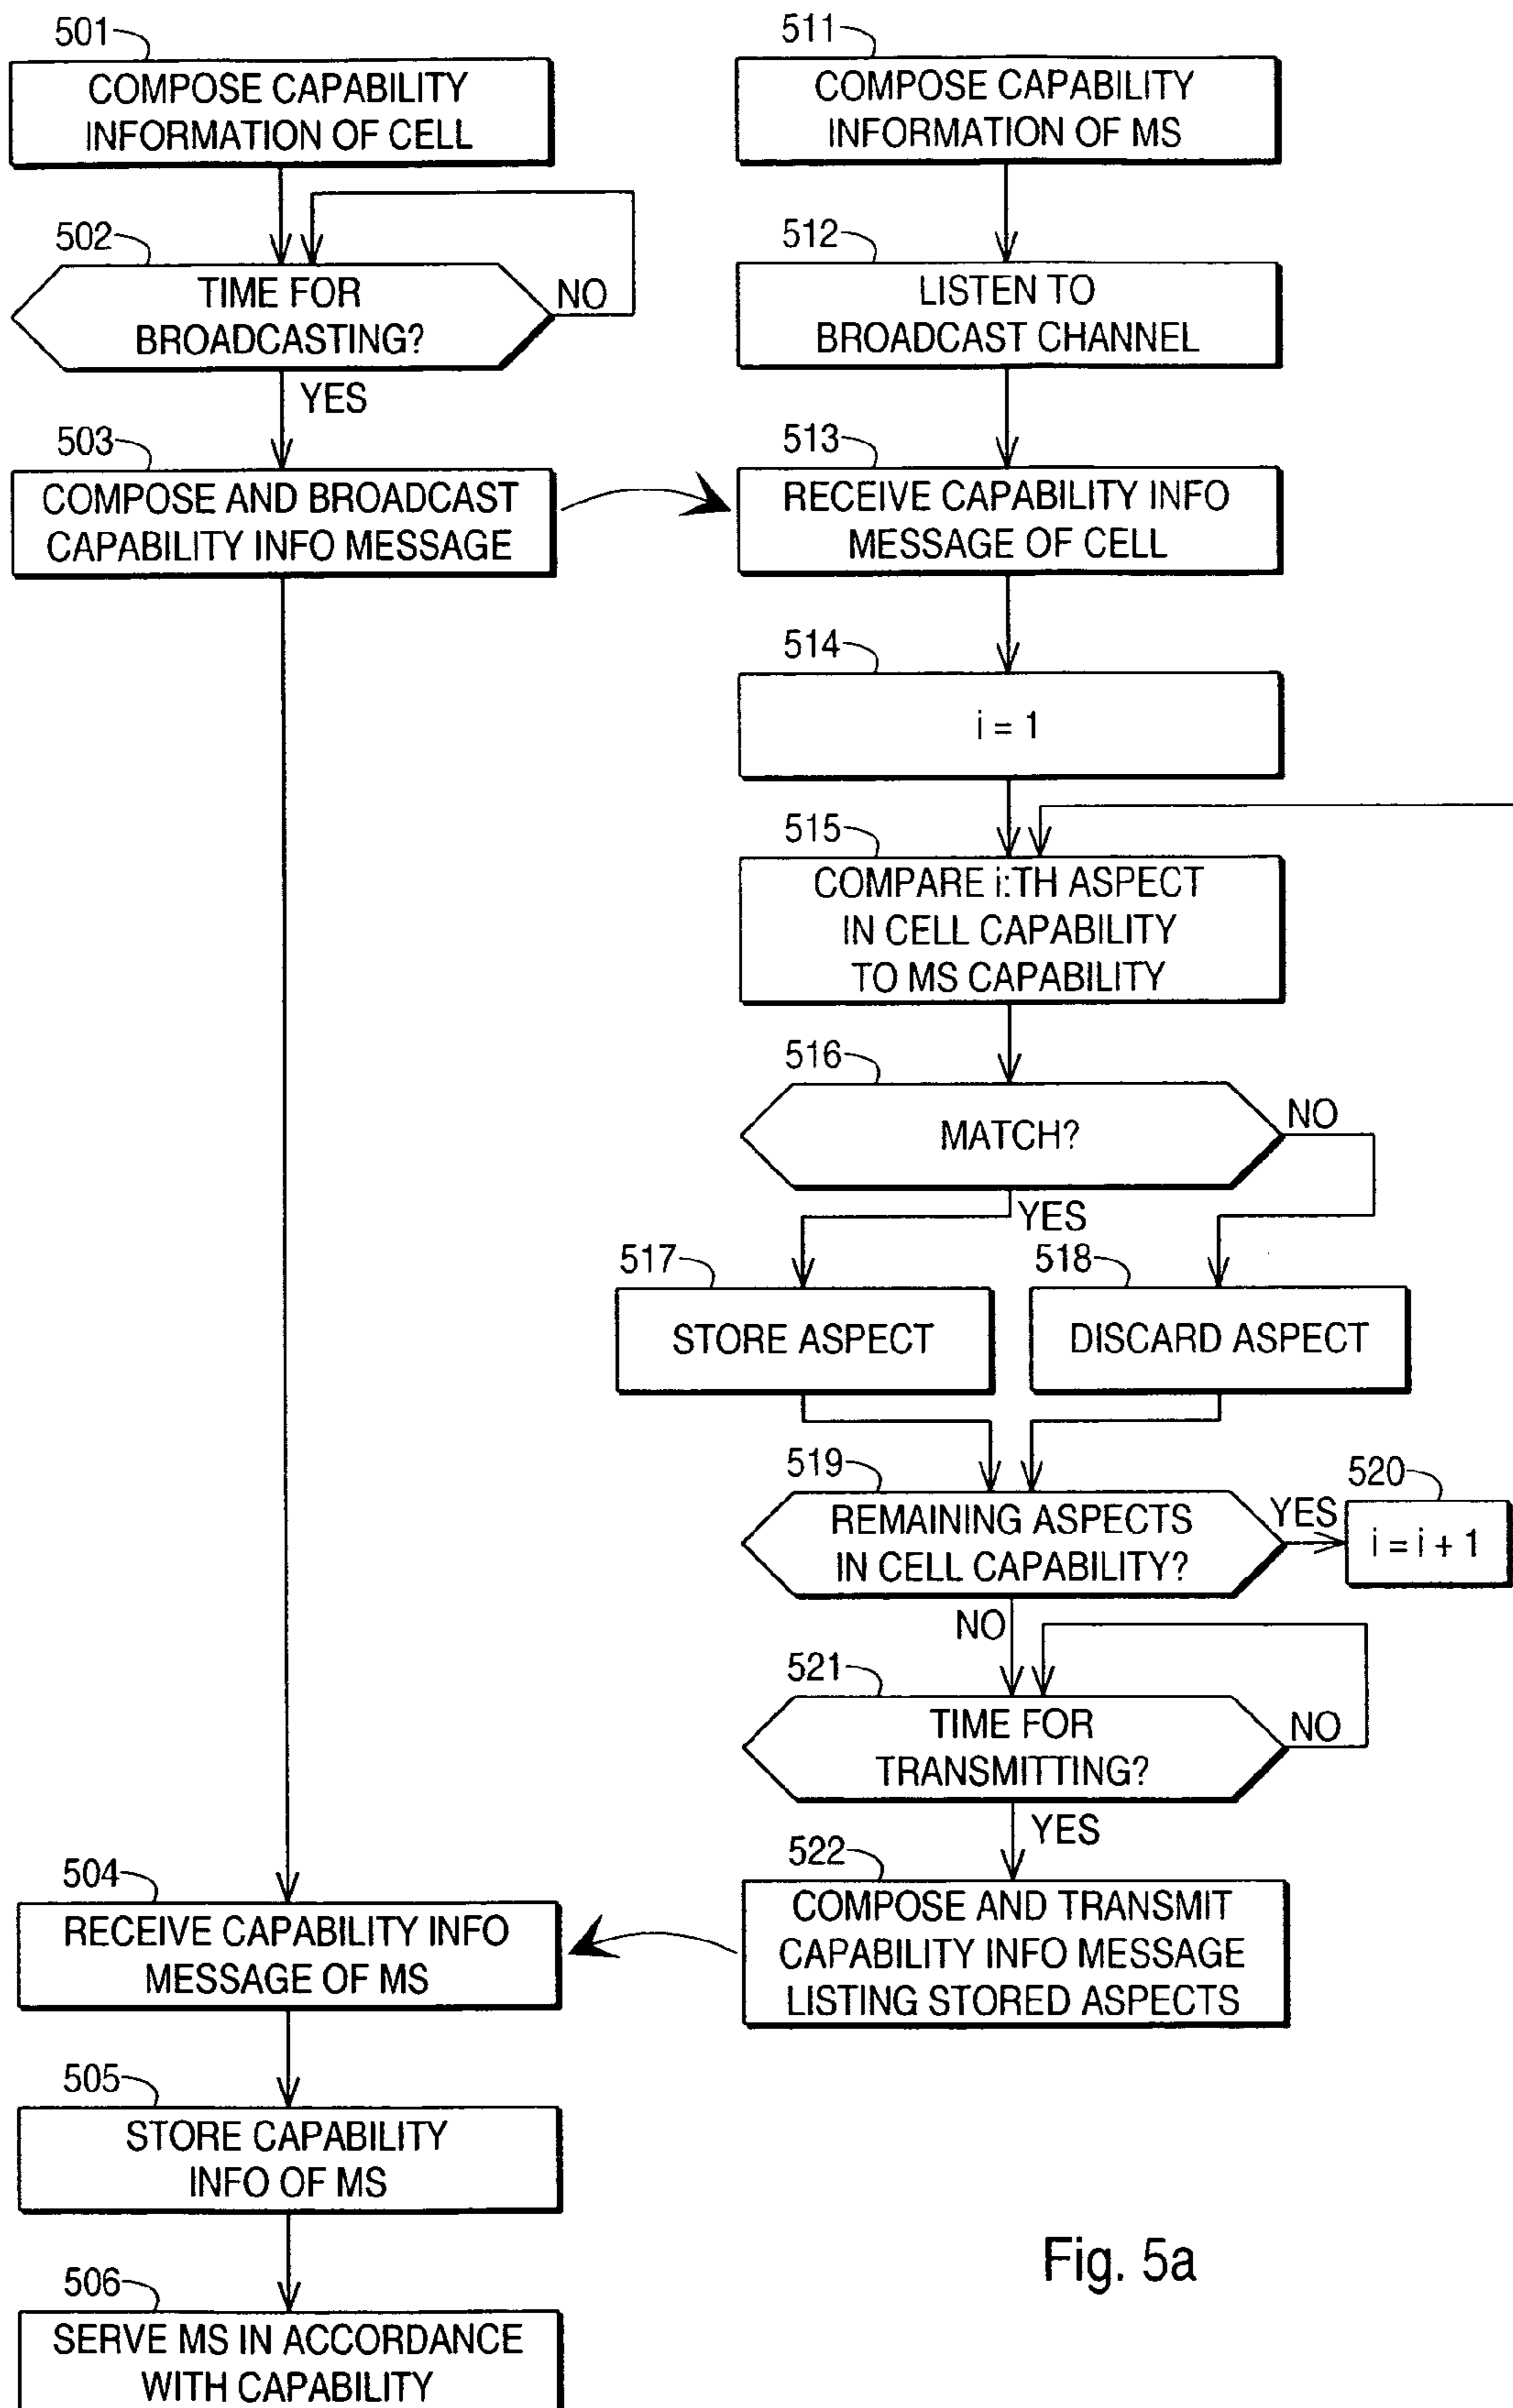 501
COMPOSE CAPABILITY
INFORMATION OF CELL
502
TIME FOR
BROADCASTING?
NO
YES
503
COMPOSE AND BROADCAST
CAPABILITY INFO MESSAGE
504
RECEIVE CAPABILITY INFO
MESSAGE OF MS
505
STORE CAPABILITY
INFO OF MS
506
SERVE MS IN ACCORDANCE
WITH CAPABILITY
511
COMPOSE CAPABILITY
INFORMATION OF MS
512
LISTEN TO
BROADCAST CHANNEL
513
RECEIVE CAPABILITY INFO
MESSAGE OF CELL
514
i = 1
515
COMPARE i:TH ASPECT
IN CELL CAPABILITY
TO MS CAPABILITY
516
MATCH?
NO
YES
517
STORE ASPECT
518
DISCARD ASPECT
519
REMAINING ASPECTS
IN CELL CAPABILITY?
YES
520
i = i + 1
NO
521
TIME FOR
TRANSMITTING?
NO
YES
522
COMPOSE AND TRANSMIT
CAPABILITY INFO MESSAGE
LISTING STORED ASPECTS
Fig. 5a